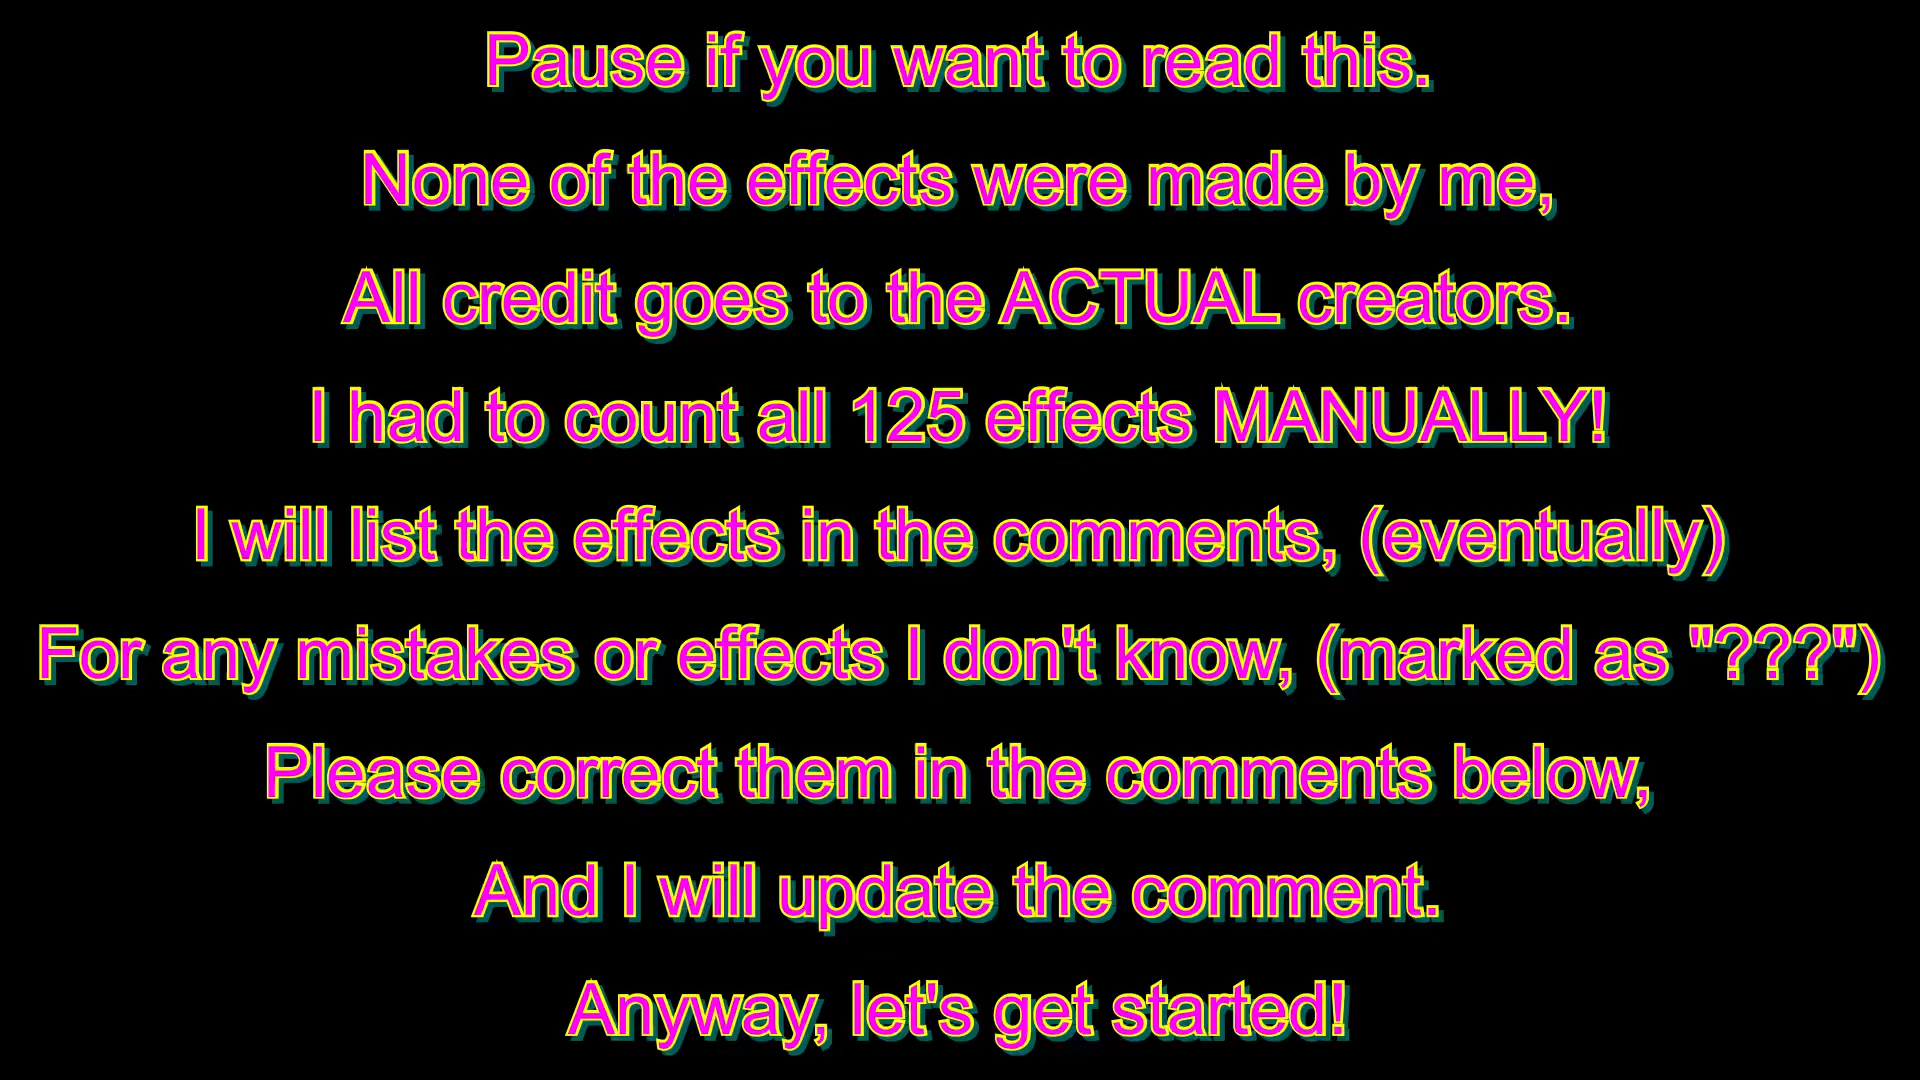 Pause if you want to read this.
None of the effects were made by me,
All credit goes to the ACTUAL creators.
I had to count all 125 effects MANUALLY!
I will list the effects in the comments, (eventually)
For any mistakes or effects I don't know, (marked as "???")
Please correct them in the comments below,
And I will update the comment.
Anyway, let's get started!